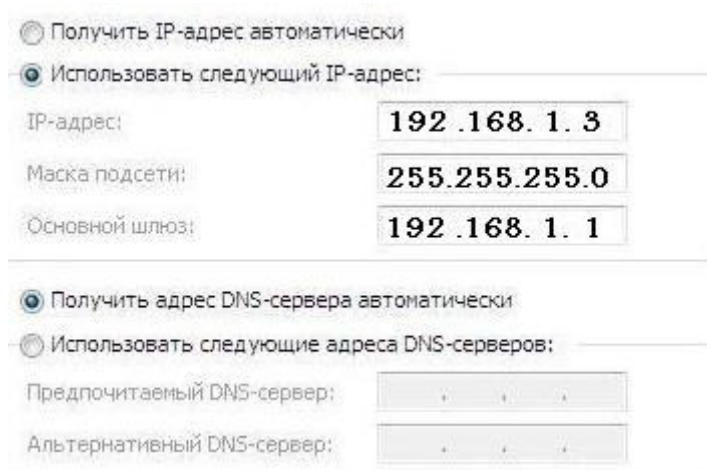 Получить IP-адрес автоматически
Использовать следующий IP-адрес:
IP-адрес: 192 .168. 1. 3
Маска подсети: 255.255.255.0
Основной шлюз: 192 .168. 1. 1
Получить адрес DNS-сервера автоматически
Использовать следующие адреса DNS-серверов:
Предпочитаемый DNS-сервер: . . .
Альтернативный DNS-сервер: . . .